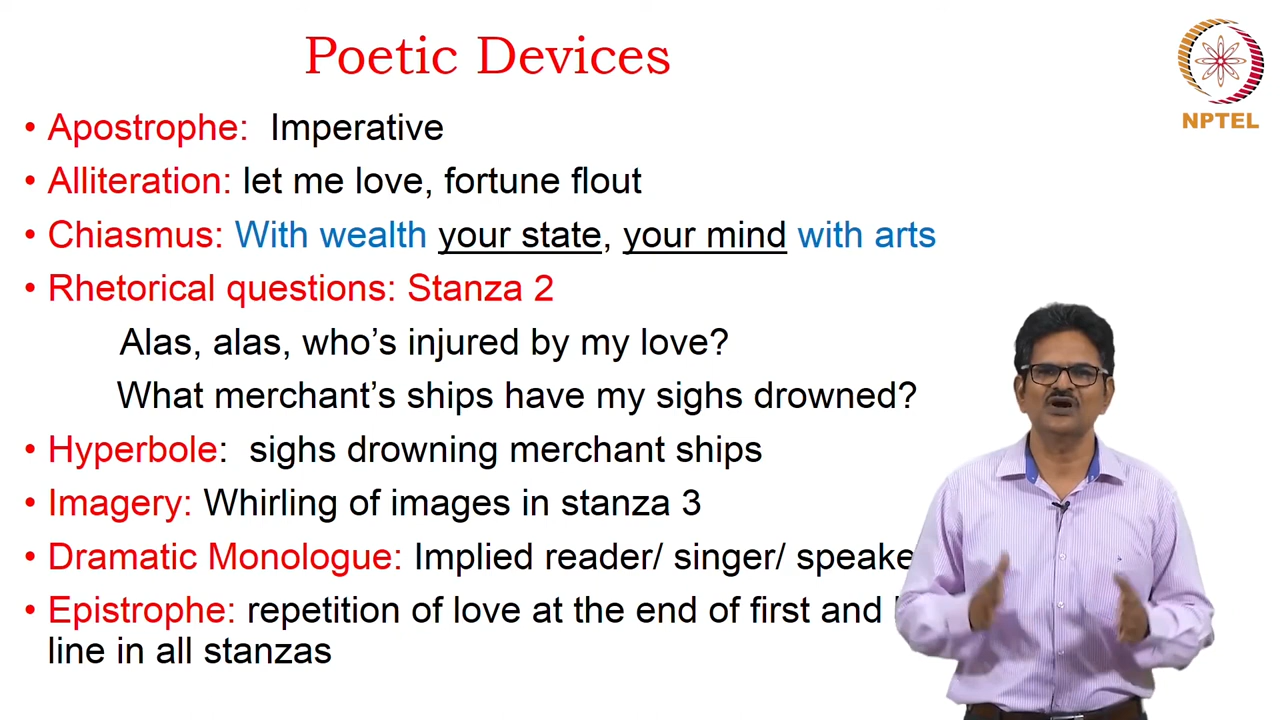 Poetic Devices
NPTEL
• Apostrophe: Imperative
• Alliteration: let me love, fortune flout
• Chiasmus: With wealth your state, your mind with arts
• Rhetorical questions: Stanza 2
Alas, alas, who's injured by my love?
What merchant's ships have my sighs drowned?
• Hyperbole: sighs drowning merchant ships
• Imagery: Whirling of images in stanza 3
• Dramatic Monologue: Implied reader/ singer/
• Epistrophe: repetition of love at the end of first and
line in all stanzas